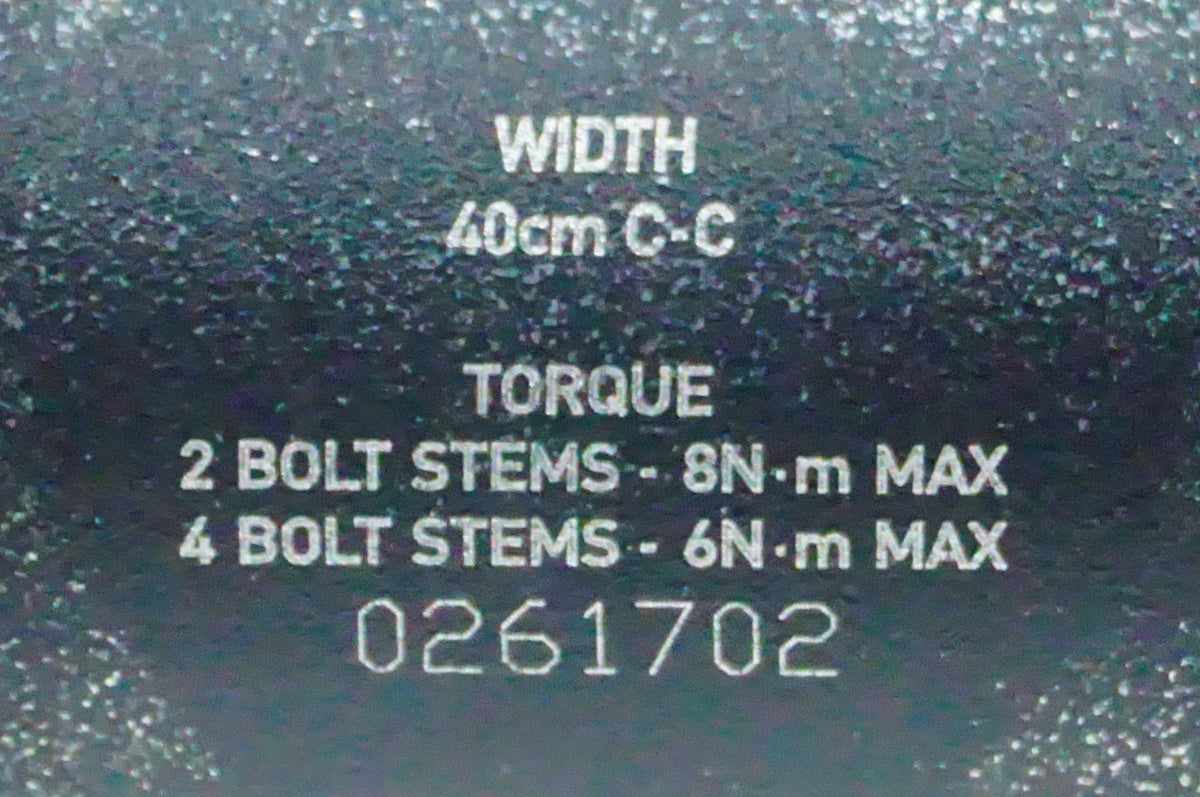 WIDTH
40cm C-C
TORQUE
2 BOLT STEMS - 8N·m MAX
4 BOLT STEMS - 6N·m MAX
0261702